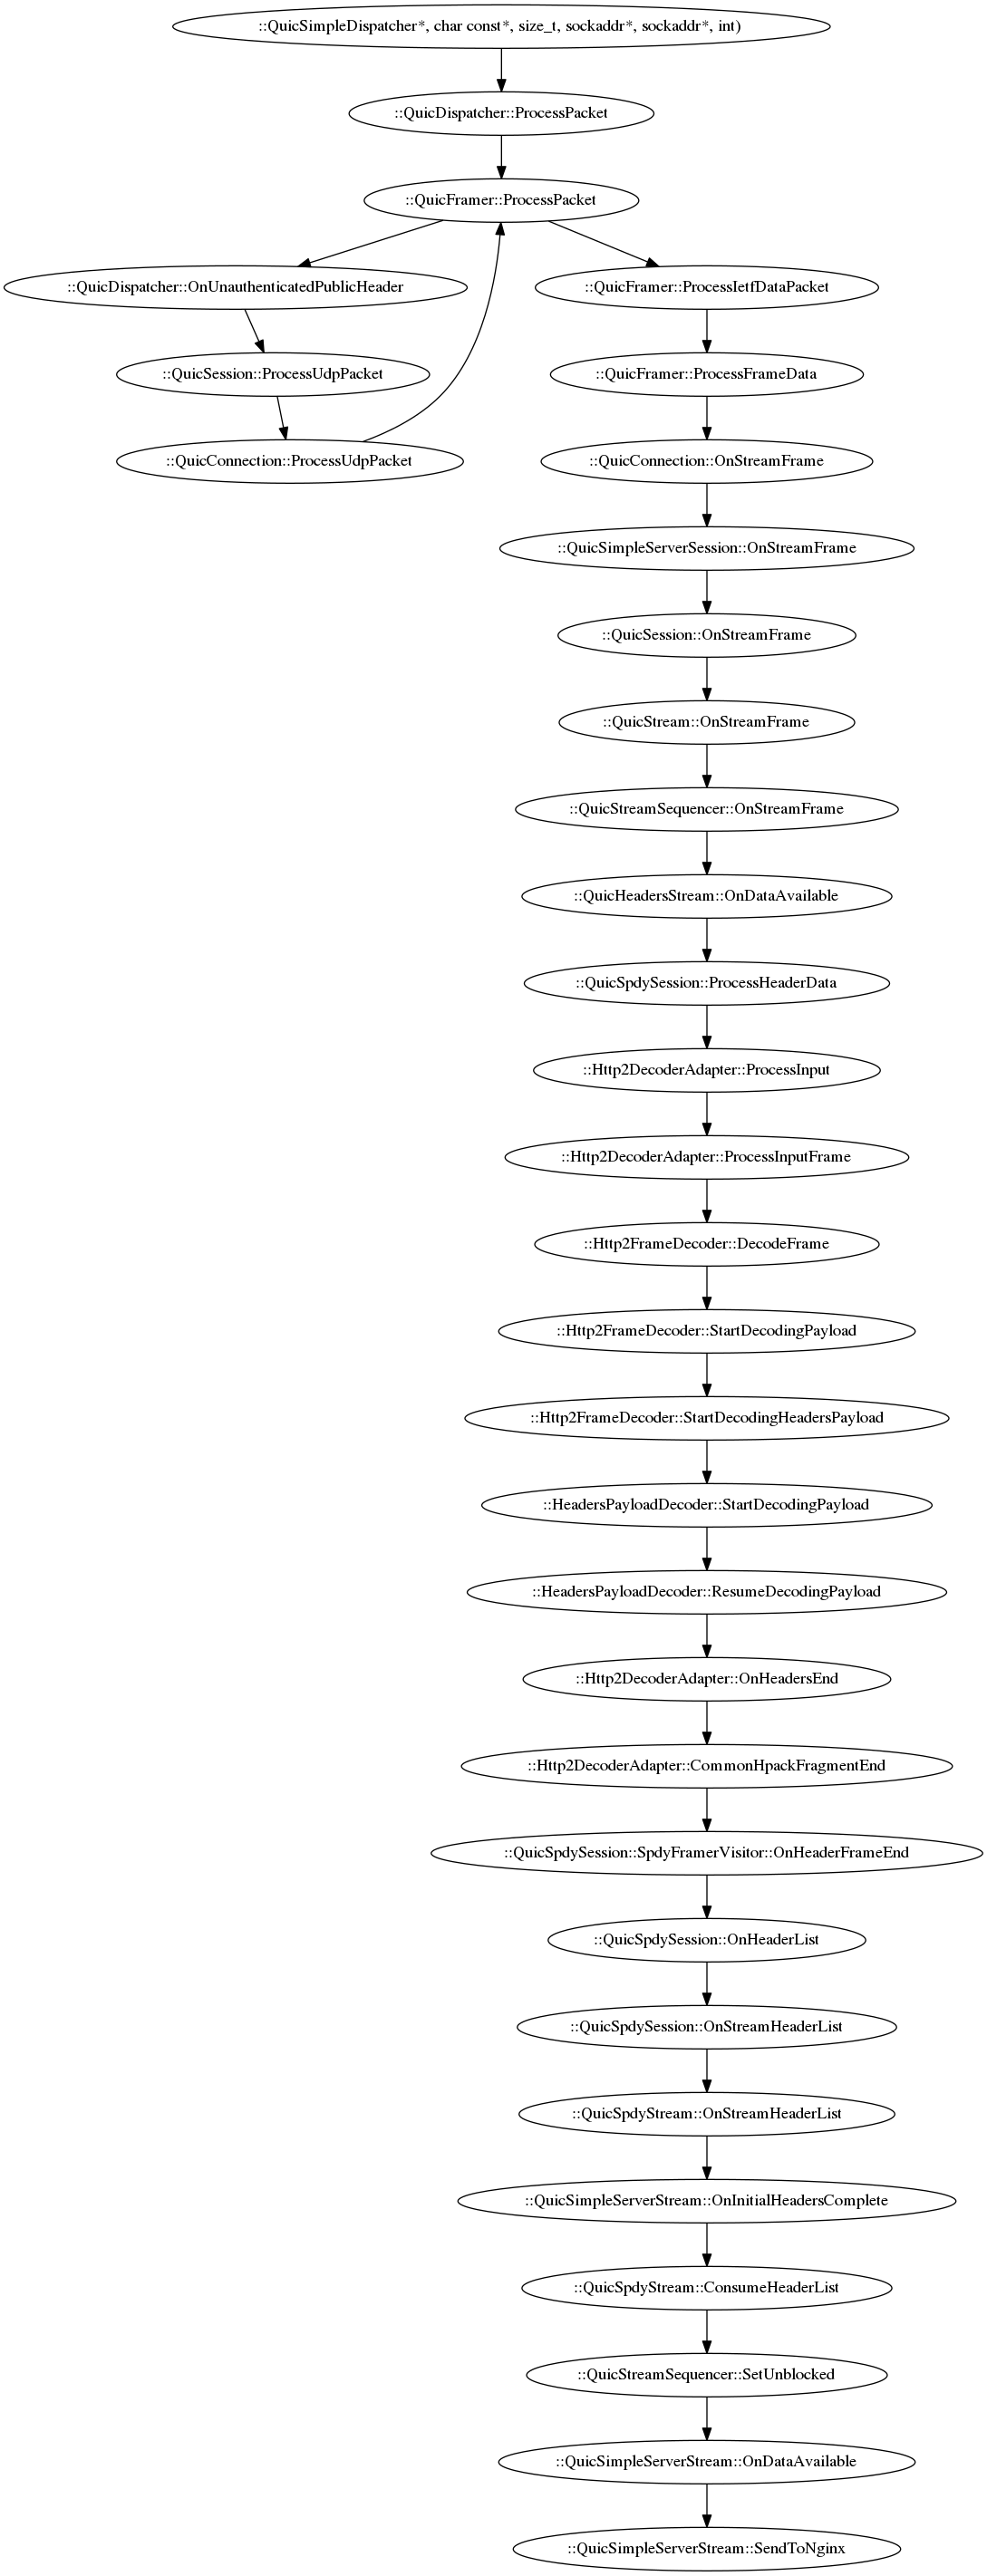 ::QuicSimpleDispatcher*, char const*, size_t, sockaddr*, sockaddr*, int)
::QuicDispatcher::ProcessPacket
::QuicFramer::ProcessPacket
::QuicDispatcher::OnUnauthenticatedPublicHeader
::QuicFramer::ProcessIetfDataPacket
::QuicSession::ProcessUdpPacket
::QuicFramer::ProcessFrameData
::QuicConnection::ProcessUdpPacket
::QuicConnection::OnStreamFrame
::QuicSimpleServerSession::OnStreamFrame
::QuicSession::OnStreamFrame
::QuicStream::OnStreamFrame
::QuicStreamSequencer::OnStreamFrame
::QuicHeadersStream::OnDataAvailable
::QuicSpdySession::ProcessHeaderData
::Http2DecoderAdapter::ProcessInput
::Http2DecoderAdapter::ProcessInputFrame
::Http2FrameDecoder::DecodeFrame
::Http2FrameDecoder::StartDecodingPayload
::Http2FrameDecoder::StartDecodingHeadersPayload
::HeadersPayloadDecoder::StartDecodingPayload
::HeadersPayloadDecoder::ResumeDecodingPayload
::Http2DecoderAdapter::OnHeadersEnd
::Http2DecoderAdapter::CommonHpackFragmentEnd
::QuicSpdySession::SpdyFramerVisitor::OnHeaderFrameEnd
::QuicSpdySession::OnHeaderList
::QuicSpdySession::OnStreamHeaderList
::QuicSpdyStream::OnStreamHeaderList
::QuicSimpleServerStream::OnInitialHeadersComplete
::QuicSpdyStream::ConsumeHeaderList
::QuicStreamSequencer::SetUnblocked
::QuicSimpleServerStream::OnDataAvailable
::QuicSimpleServerStream::SendToNginx